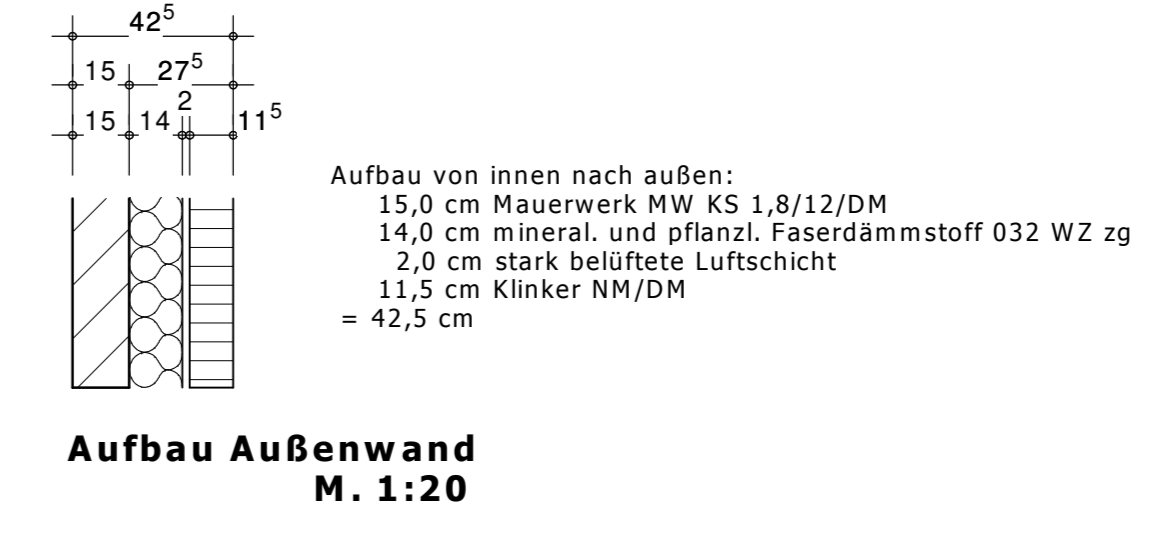 42⁵
15 27⁵
15 14 2 11⁵
Aufbau von innen nach außen:
15,0 cm Mauerwerk MW KS 1,8/12/DM
14,0 cm mineral. und pflanzl. Faserdämmstoff 032 WZ zg
2,0 cm stark belüftete Luftschicht
11,5 cm Klinker NM/DM
= 42,5 cm
Aufbau Außenwand
M. 1:20